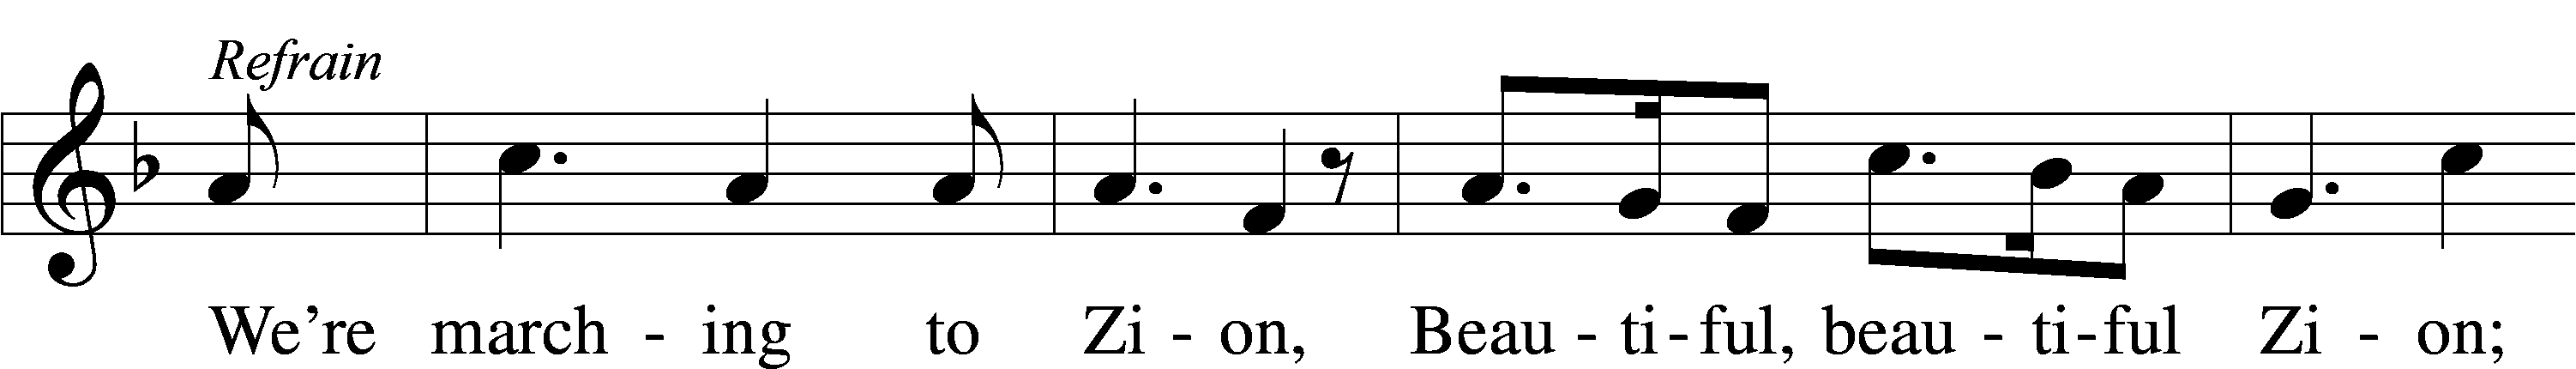 Refrain
We're march - ing to Zi - on, Beau - ti - ful, beau - ti - ful Zi - on;